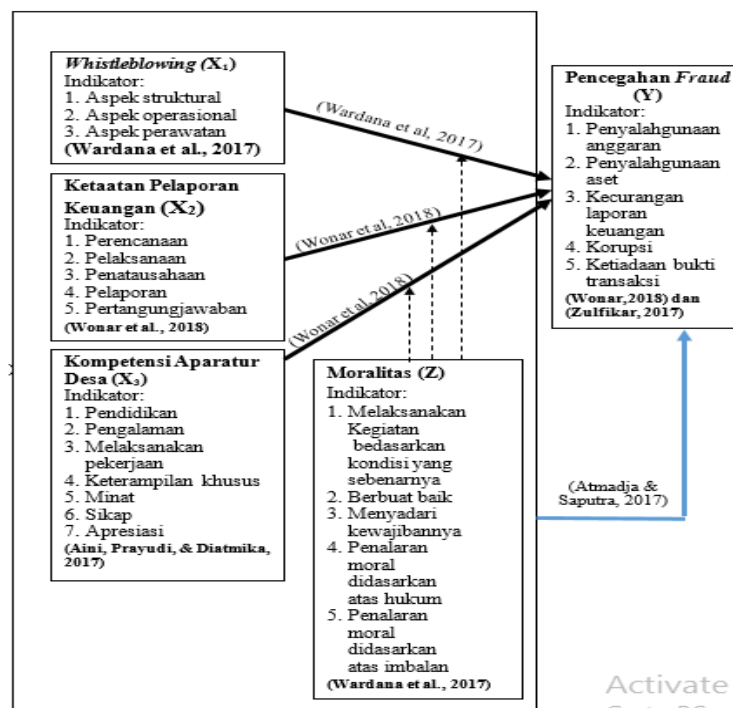 Whistleblowing (X₁)
Indikator:
1. Aspek struktural
2. Aspek operasional
3. Aspek perawatan
(Wardana et al., 2017)
Ketaatan Pelaporan
Keuangan (X₂)
Indikator:
1. Perencanaan
2. Pelaksanaan
3. Penatausahaan
4. Pelaporan
5. Pertangungjawaban
(Wonar et al., 2018)
Kompetensi Aparatur
Desa (X₃)
Indikator:
1. Pendidikan
2. Pengalaman
3. Melaksanakan
pekerjaan
4. Keterampilan khusus
5. Minat
6. Sikap
7. Apresiasi
(Aini, Prayudi, & Diatmika,
2017)
(Wardana et al, 2017)
(Wonar et al, 2018)
(Wonar et al, 2018)
Moralitas (Z)
Indikator:
1. Melaksanakan
Kegiatan
bedasarkan
kondisi yang
sebenarnya
2. Berbuat baik
3. Menyadari
kewajibannya
4. Penalaran
moral
didasarkan
atas hukum
5. Penalaran
moral
didasarkan
atas imbalan
(Wardana et al., 2017)
Pencegahan Fraud
(Y)
Indikator:
1. Penyalahgunaan
anggaran
2. Penyalahgunaan
aset
3. Kecurangan
laporan
keuangan
4. Korupsi
5. Ketiadaan bukti
transaksi
(Wonar,2018) dan
(Zulfikar, 2017)
(Atmadja &
Saputra, 2017)
Activate